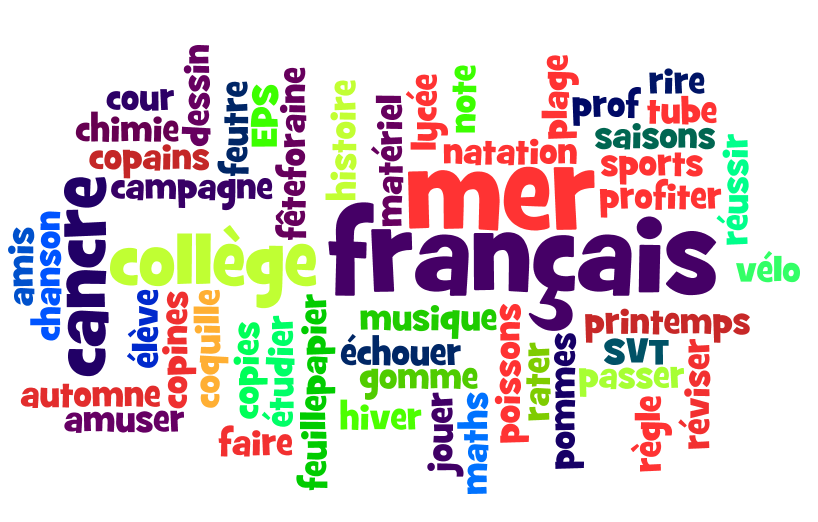 dessin
cour
chimie
copains
feutre
EPS
fêteforaine
campagne
histoire
matériel
lycée
note
natation
plage
prof
rire
tube
saisons
sports
profiter
réussir
mer
français
vélo
amis
chanson
cancre
collège
élève
copines
coquille
automne
amuser
copies
étudier
faire
feuillepapier
musique
échouer
gomme
hiver
jouer
maths
poissons
rater
pommes
printemps
SVT
passer
règle
réviser